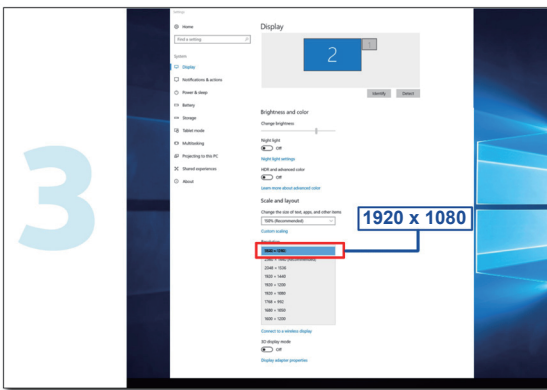 3
Settings
Home
Display
Find a setting
System
Display
Notifications & actions
Power & sleep
Battery
Storage
Tablet mode
Multitasking
Projecting to this PC
Shared experiences
About
2
1
Identify
Detect
Brightness and color
Change brightness
Night light
Off
Night light settings
HDR and advanced color
Off
Learn more about advanced color
Scale and layout
Change the size of text, apps, and other items
100% (Recommended)
Custom scaling
1920 x 1080
2048 × 1536
1920 × 1440
1920 × 1200
1920 × 1080
1768 × 992
1680 × 1050
1600 × 1200
Connect to a wireless display
3D display mode
Off
Display adapter properties